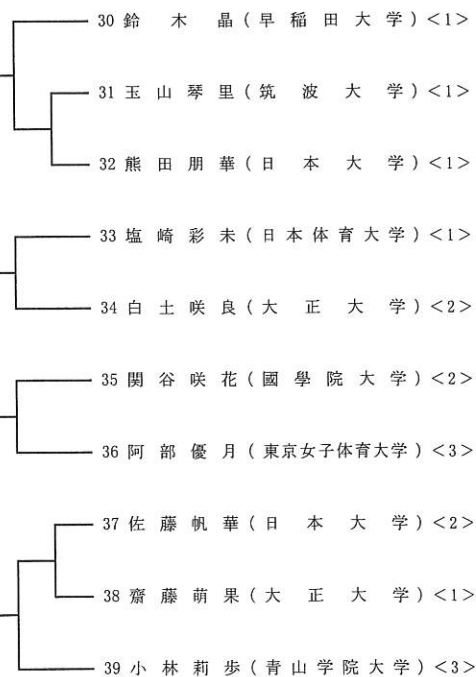 30 鈴木晶 (早稲田大学) <1>
31 玉山琴里 (筑波大学) <1>
32 熊田朋華 (日本大学) <1>
33 塩崎彩未 (日本体育大学) <1>
34 白土咲良 (大正大学) <2>
35 関谷咲花 (國學院大学) <2>
36 阿部優月 (東京女子体育大学) <3>
37 佐藤帆華 (日本大学) <2>
38 齋藤萌果 (大正大学) <1>
39 小林莉歩 (青山学院大学) <3>